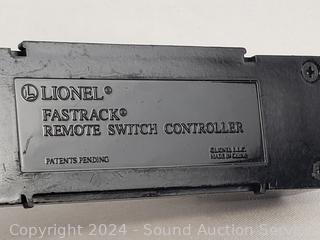 LIONEL®
FASTRACK®
REMOTE SWITCH CONTROLLER
PATENTS PENDING
©LIONEL L.L.C.
MADE IN CHINA
Copyright 2024 - Sound Auction Service